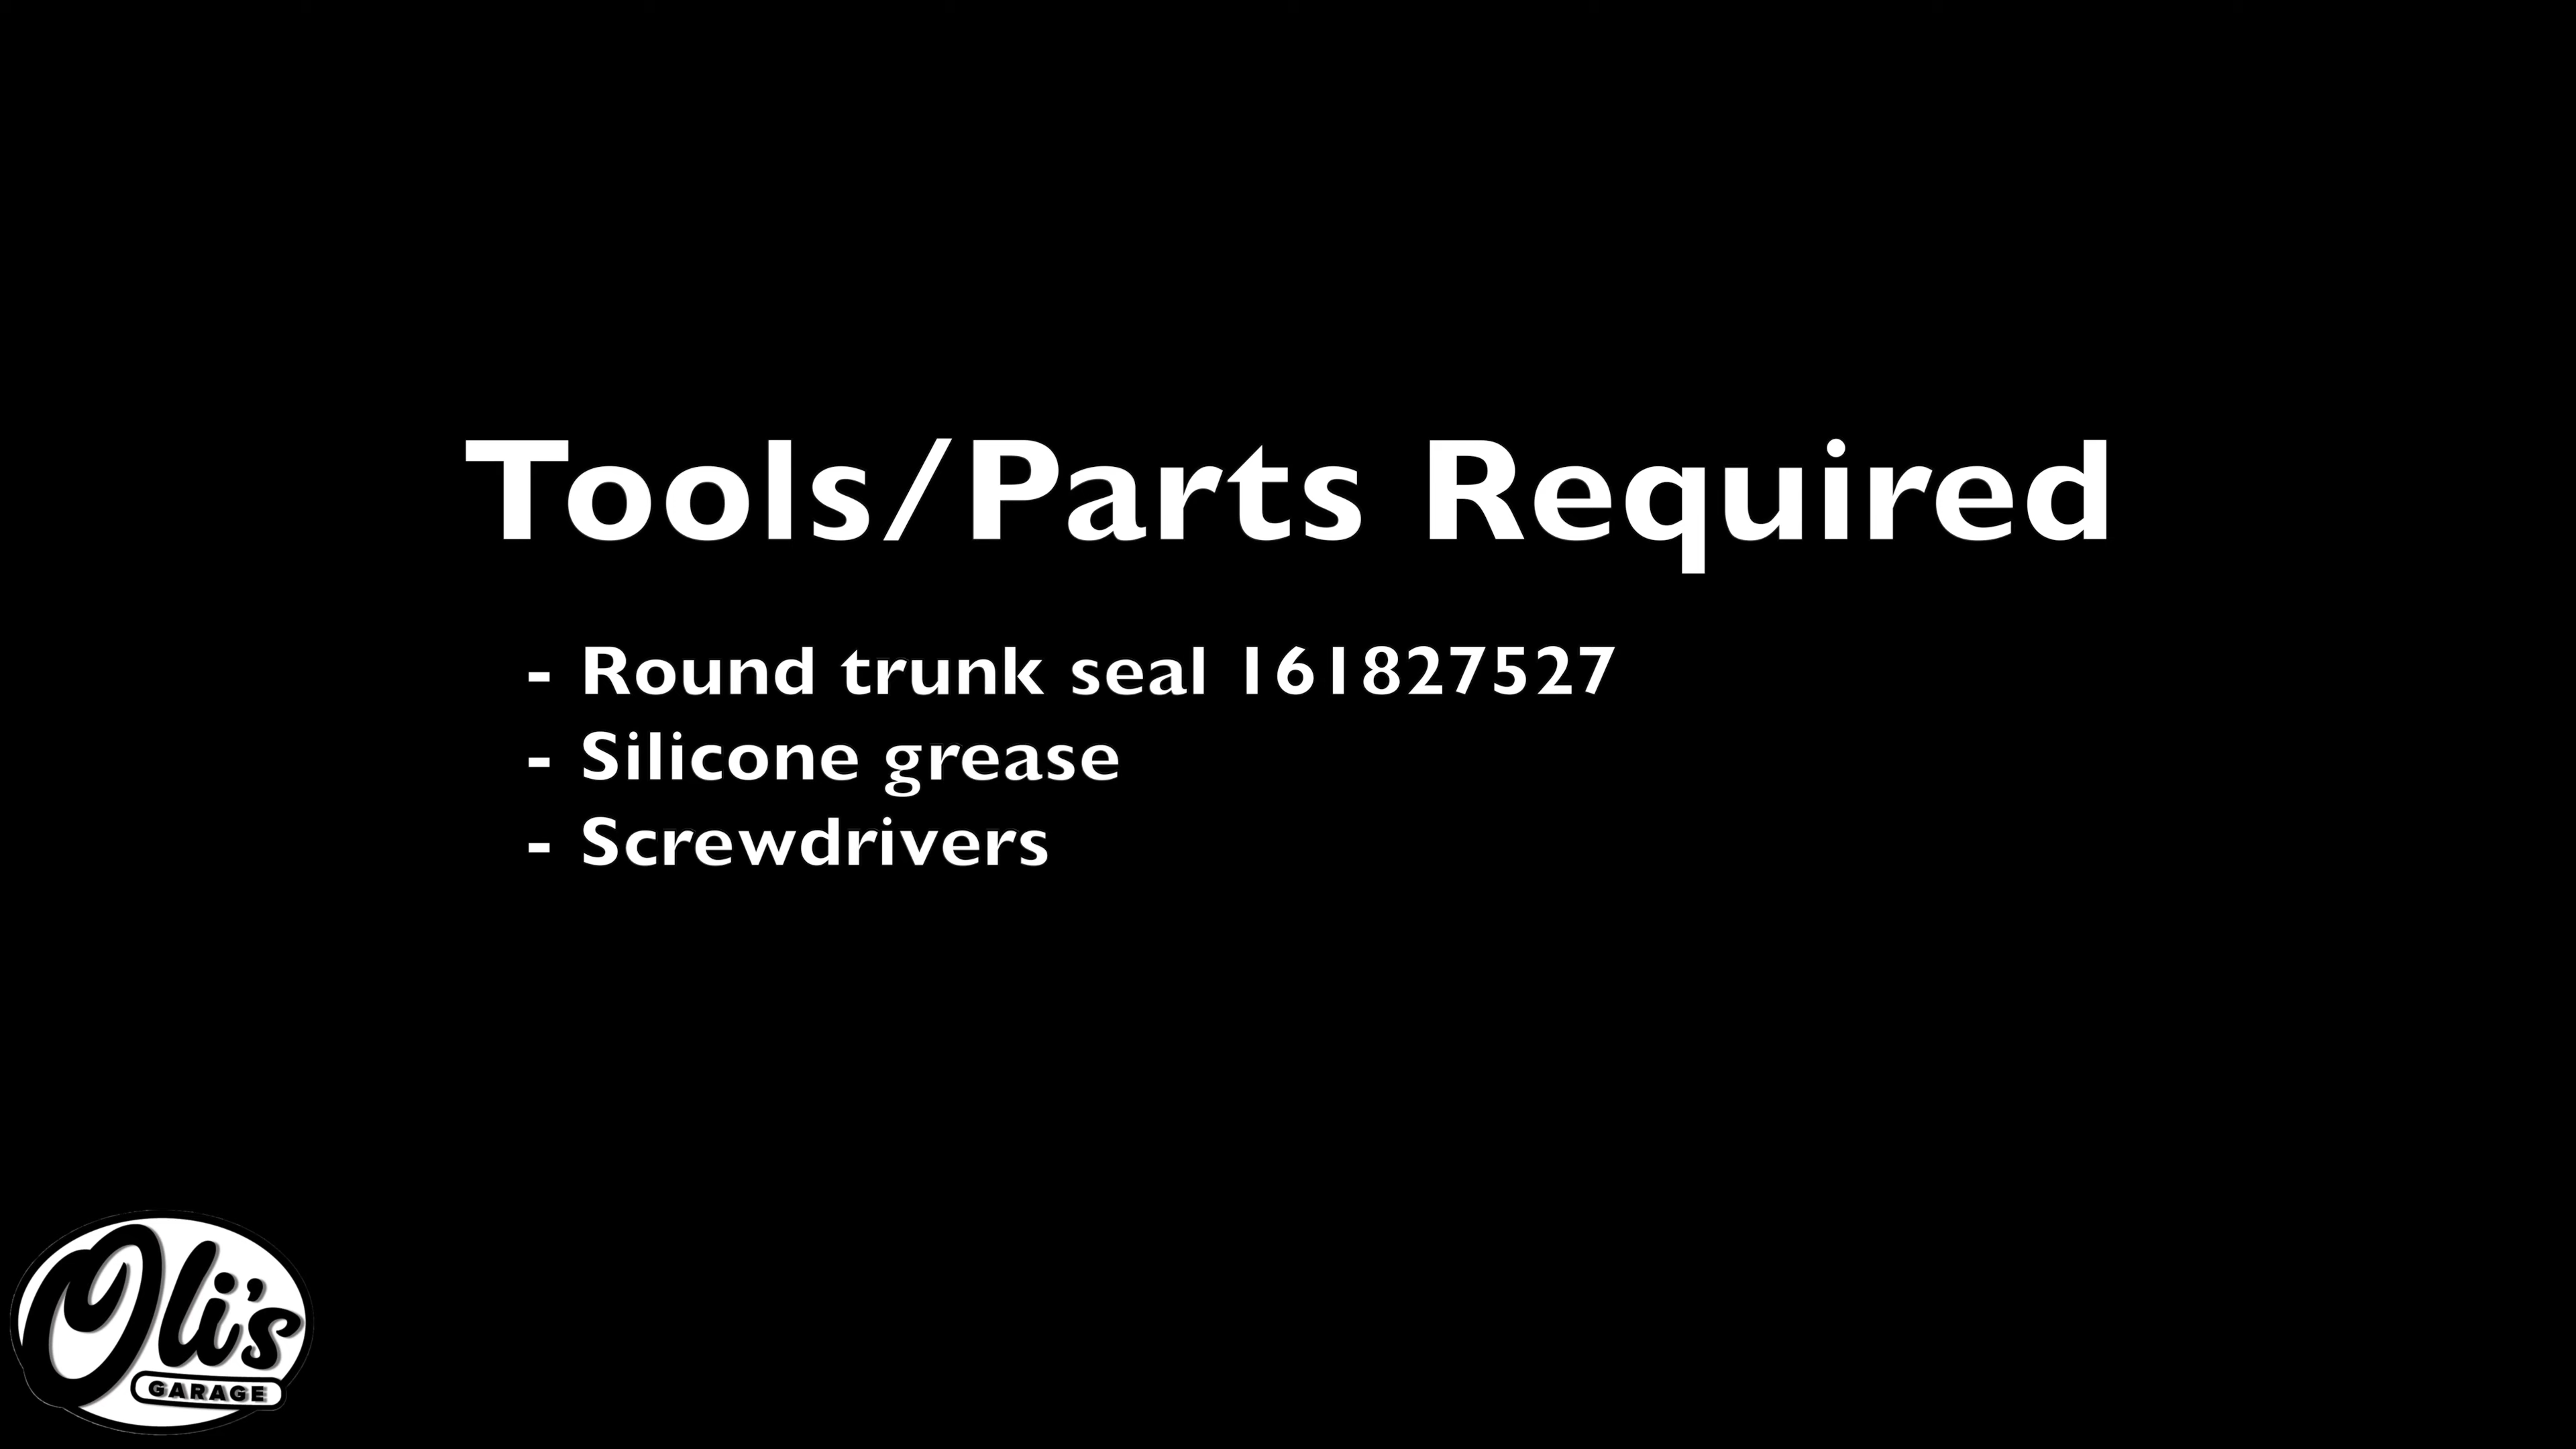 Tools/Parts Required
- Round trunk seal 161827527
- Silicone grease
- Screwdrivers
Oli's
GARAGE